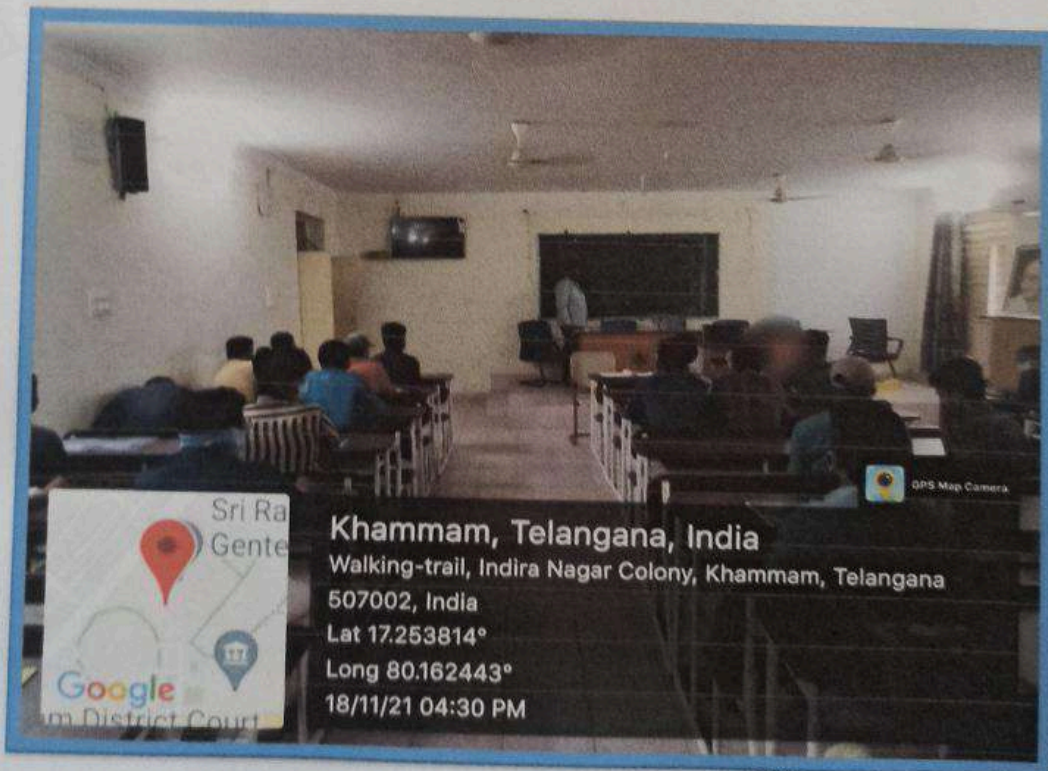 GPS Map Camera
Sri Ra
Gente
Google
m District Court
Khammam, Telangana, India
Walking-trail, Indira Nagar Colony, Khammam, Telangana
507002, India
Lat 17.253814°
Long 80.162443°
18/11/21 04:30 PM